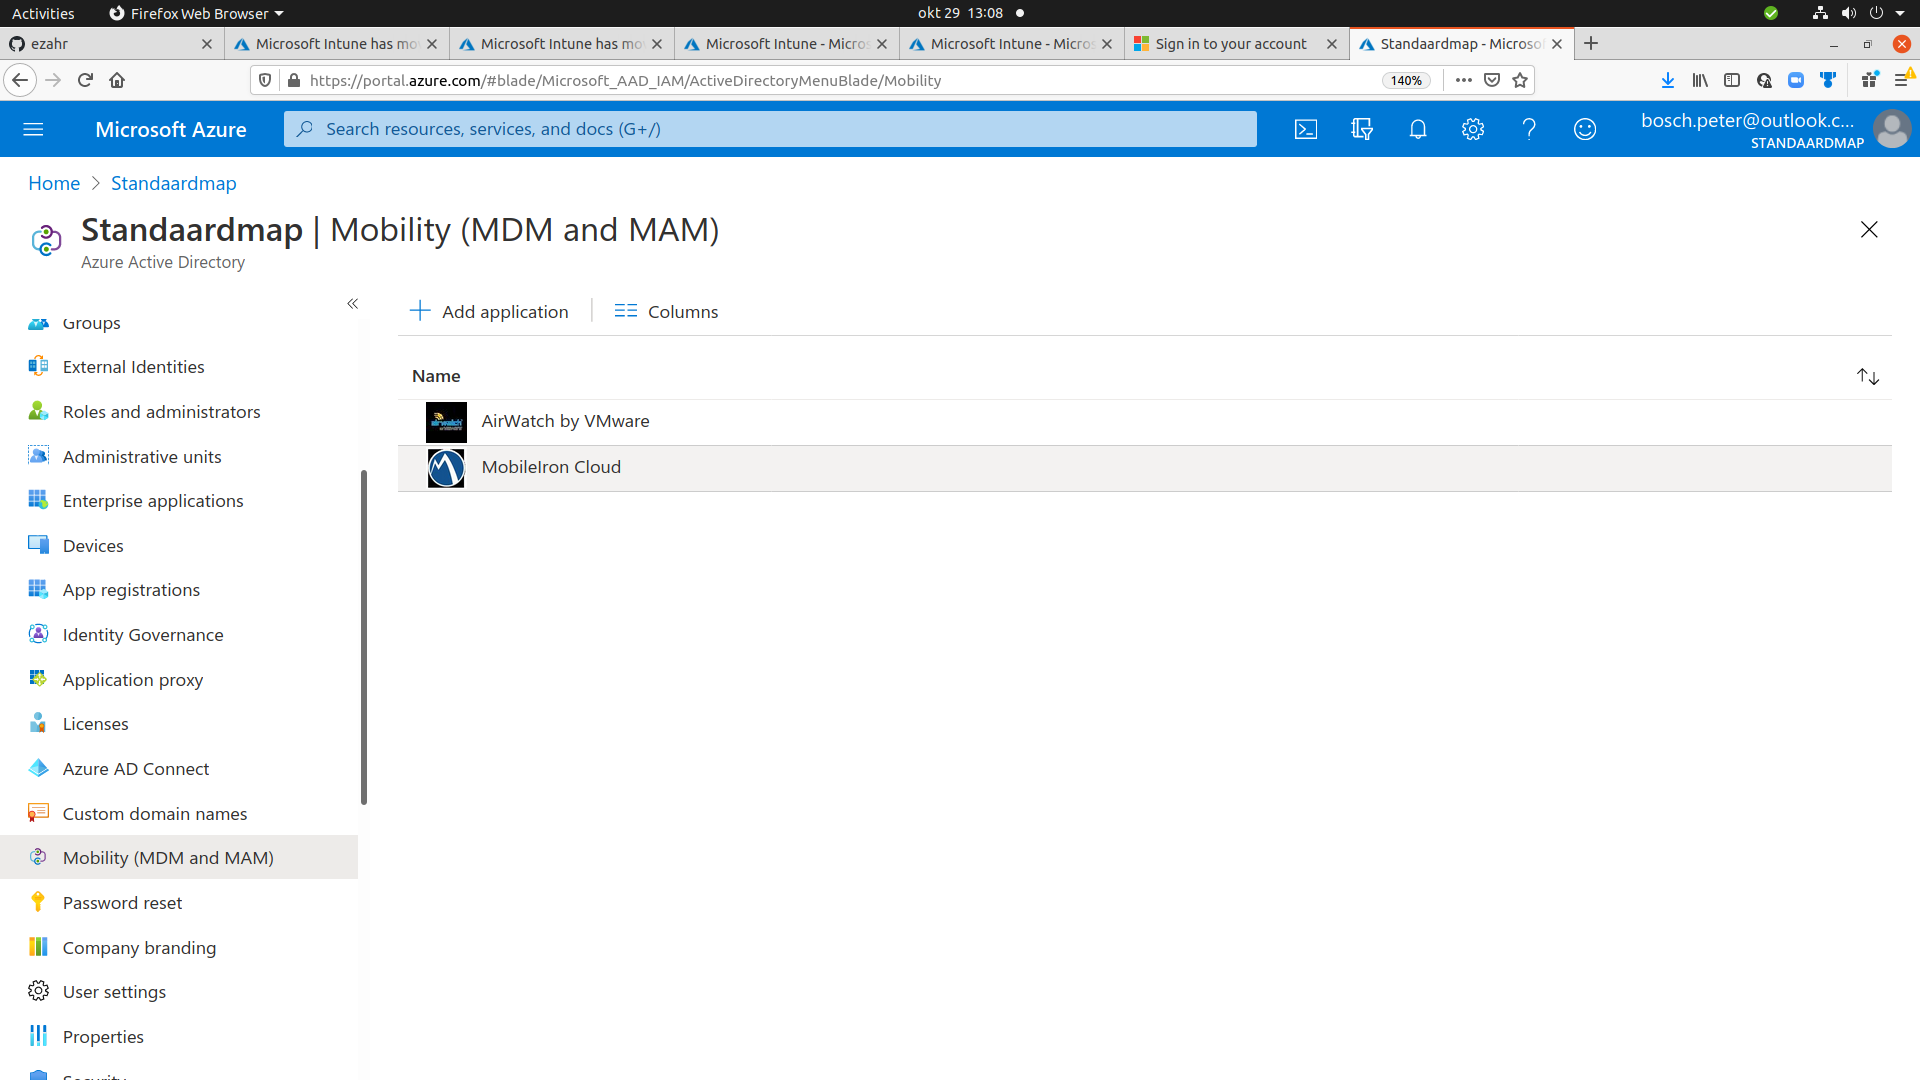 Activities
Firefox Web Browser
okt 29 13:08
ezahr
Microsoft Intune has mo
Microsoft Intune has mo
Microsoft Intune - Micros
Microsoft Intune - Micros
Sign in to your account
Standaardmap - Microsof
https://portal.azure.com/#blade/Microsoft_AAD_IAM/ActiveDirectoryMenuBlade/Mobility
140%
Microsoft Azure
Search resources, services, and docs (G+/)
bosch.peter@outlook.c...
STANDAARDMAP
Home
Standaardmap
Standaardmap | Mobility (MDM and MAM)
Azure Active Directory
Groups
External Identities
Roles and administrators
Administrative units
Enterprise applications
Devices
App registrations
Identity Governance
Application proxy
Licenses
Azure AD Connect
Custom domain names
Mobility (MDM and MAM)
Password reset
Company branding
User settings
Properties
Security
Add application
Columns
Name
airwatch
AirWatch by VMware
MobileIron Cloud